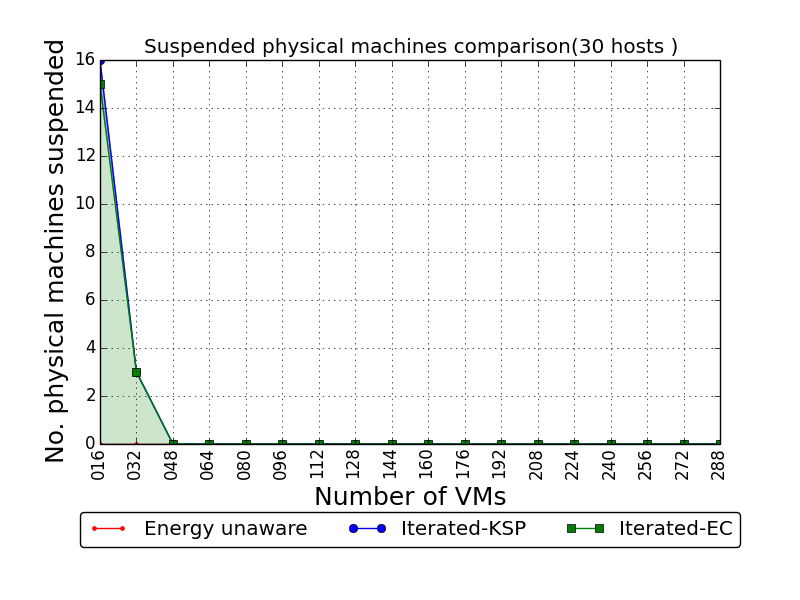 Suspended physical machines comparison(30 hosts )
No. physical machines suspended
16
14
12
10
8
6
4
2
0
016 032 048 064 080 096 112 128 144 160 176 192 208 224 240 256 272 288
Number of VMs
Energy unaware Iterated-KSP Iterated-EC